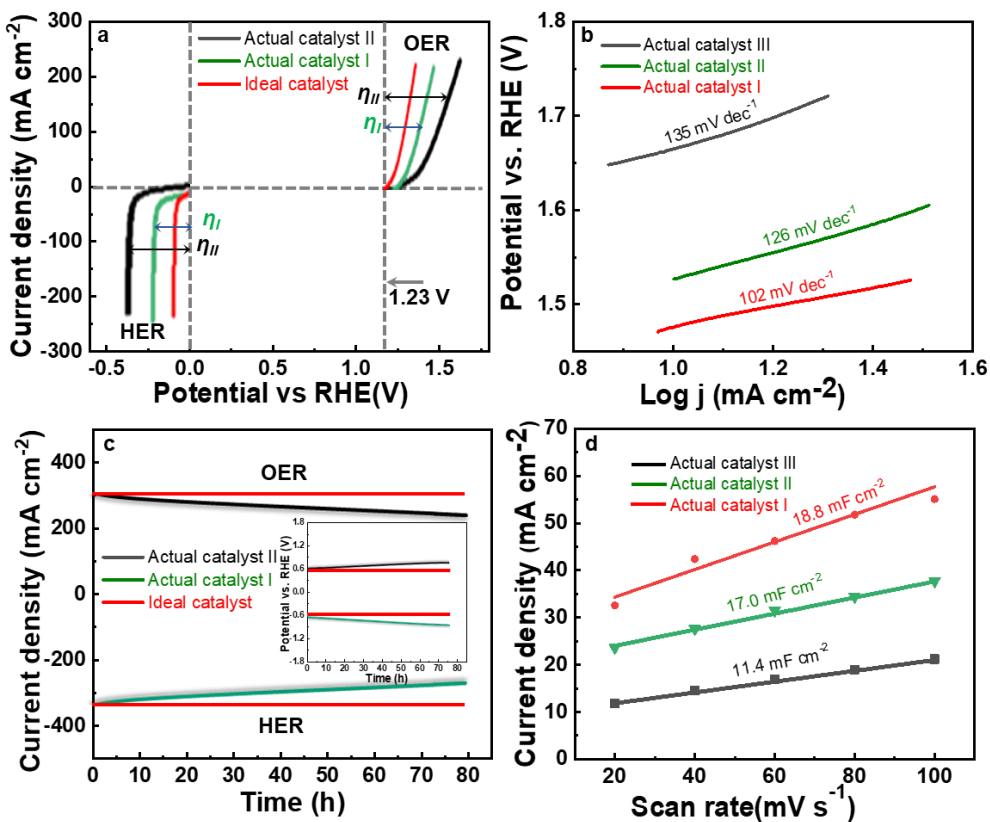 a
Actual catalyst II
Actual catalyst I
Ideal catalyst
OER
ηII
ηI
ηI
ηII
1.23 V
HER
300
200
100
0
-100
-200
-300
-0.5 0.0 0.5 1.0 1.5
Current density (mA cm-2)
Potential vs RHE(V)
b
Actual catalyst III
Actual catalyst II
Actual catalyst I
135 mV dec-1
126 mV dec-1
102 mV dec-1
1.8
1.7
1.6
1.5
0.8 1.0 1.2 1.4 1.6
Potential vs. RHE (V)
Log j (mA cm-2)
c
OER
Actual catalyst II
Actual catalyst I
Ideal catalyst
HER
400
200
0
-200
-400
0 10 20 30 40 50 60 70 80
Current density (mA cm-2)
Time (h)
1.8
1.2
0.6
0.0
-0.6
-1.2
-1.8
0 10 20 30 40 50 60 70 80
Potential vs. RHE (V)
Time (h)
d
Actual catalyst III
Actual catalyst II
Actual catalyst I
18.8 mF cm-2
17.0 mF cm-2
11.4 mF cm-2
70
60
50
40
30
20
10
0
20 40 60 80 100
Current density (mA cm-2)
Scan rate(mV s-1)